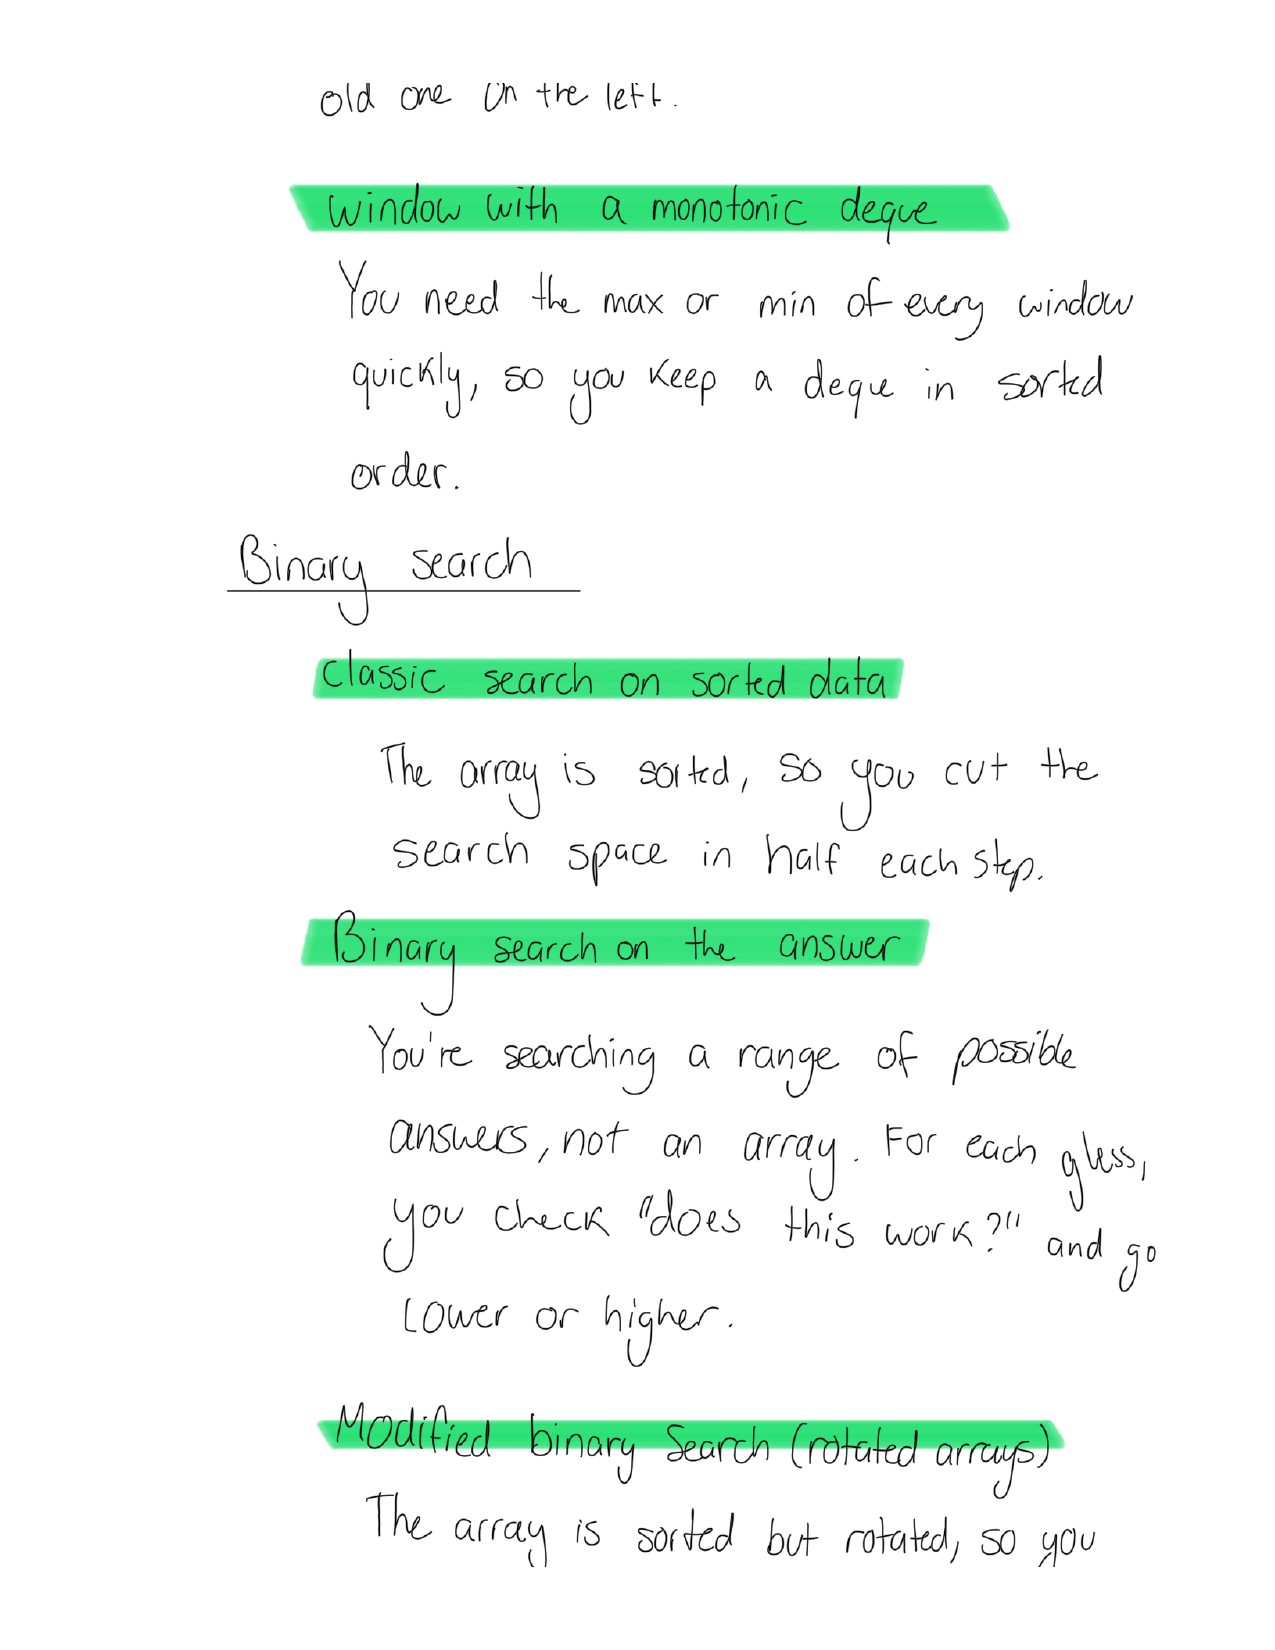 old one on the left.
window with a monotonic deque
You need the max or min of every window
quickly, so you keep a deque in sorted
order.
Binary search
classic search on sorted data
The array is sorted, so you cut the
search space in half each step.
Binary search on the answer
You're searching a range of possible
answers, not an array. For each guess,
you check "does this work?" and go
lower or higher.
Modified binary search (rotated arrays)
The array is sorted but rotated, so you